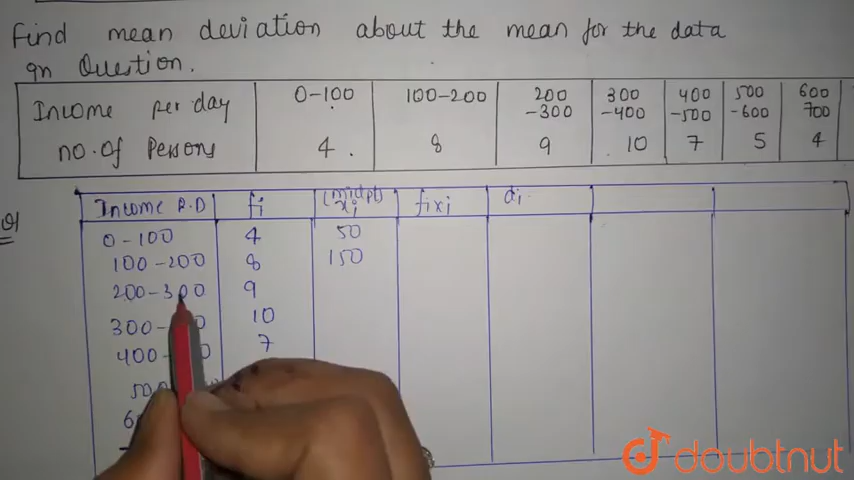 Find mean deviation about the mean for the data
In Question.
Income per day 0-100 100-200 200-300 300-400 400-500 500-600 600 700
no. of Persons 4 . 8 9 10 7 5 4
Income P.D fi (midpt) xi fixi di
0-100 4 50
100-200 8 150
200-300 9
300- 10
400- 7
doubtnut